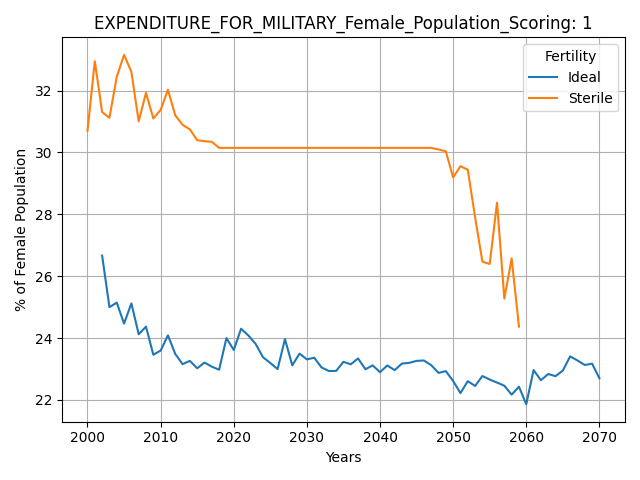 EXPENDITURE_FOR_MILITARY_Female_Population_Scoring: 1
Fertility
Ideal
Sterile
% of Female Population
32
30
28
26
24
22
2000 2010 2020 2030 2040 2050 2060 2070
Years